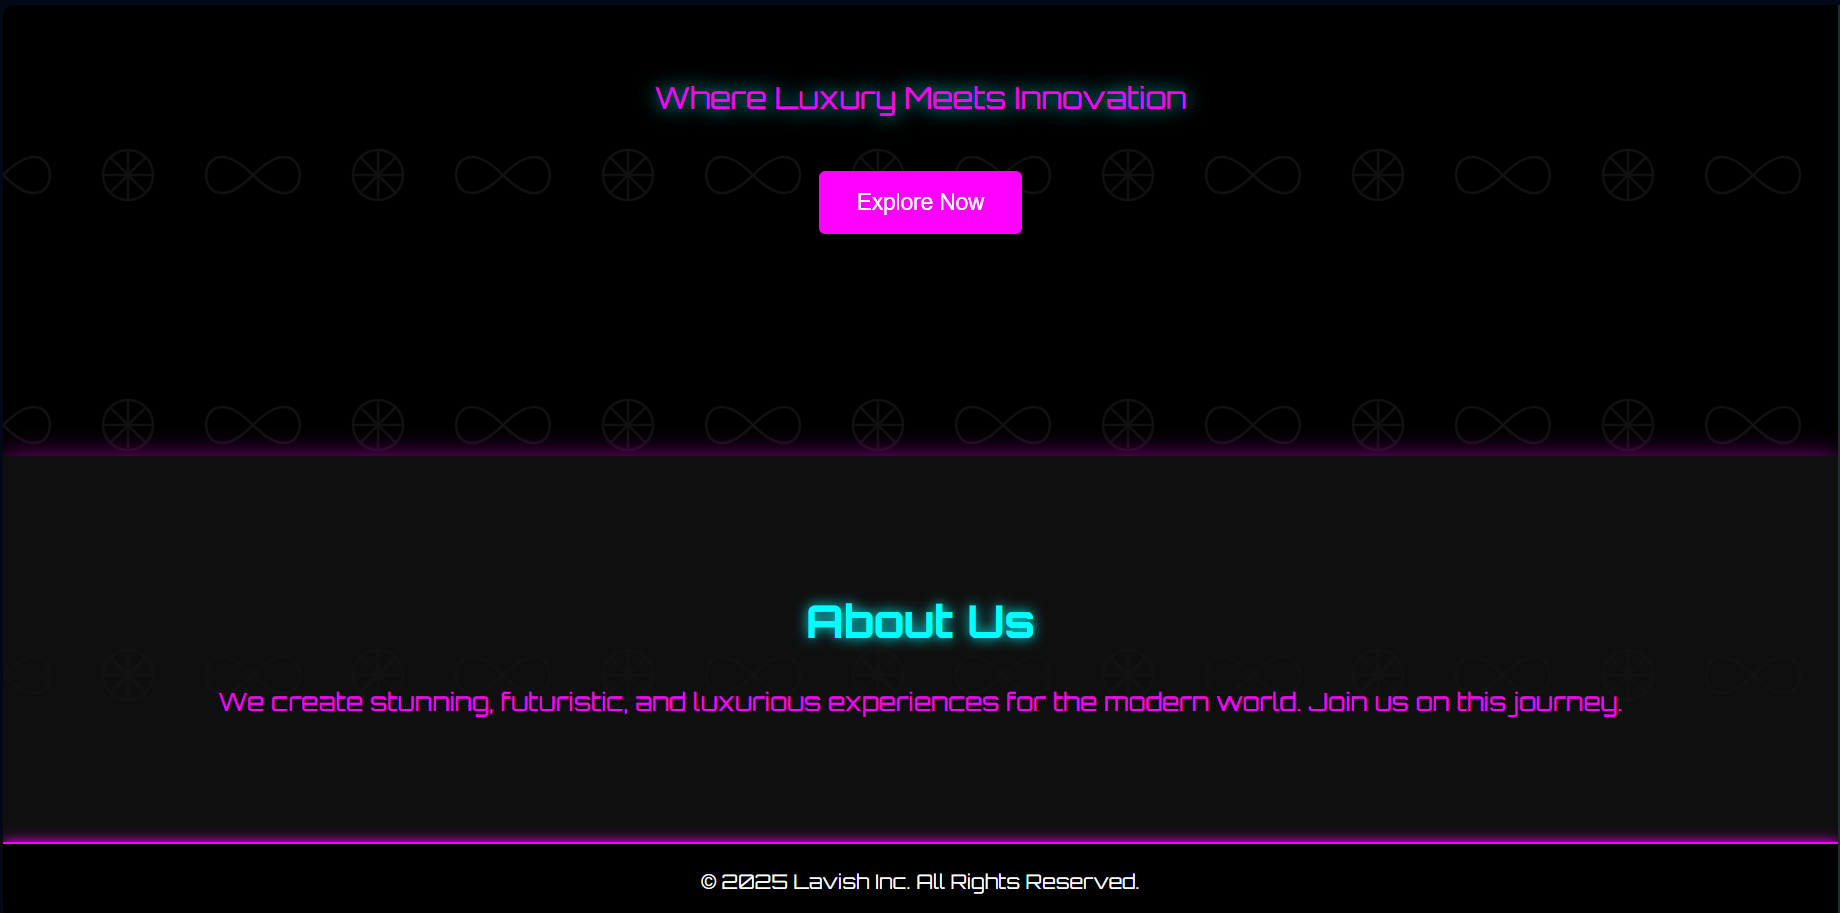 Where Luxury Meets Innovation
Explore Now
About Us
We create stunning, futuristic, and luxurious experiences for the modern world. Join us on this journey.
© 2025 Lavish Inc. All Rights Reserved.